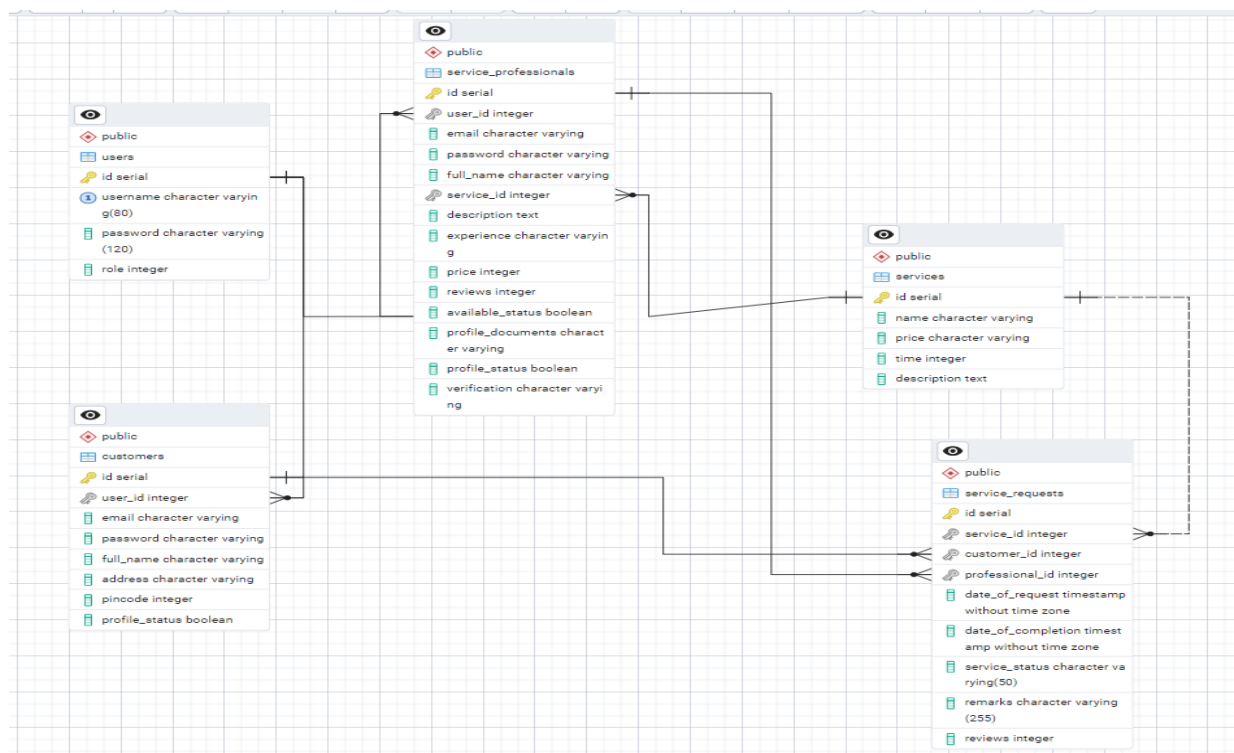 public
users
id serial
username character varyin
g(80)
password character varying
(120)
role integer
public
customers
id serial
user_id integer
email character varying
password character varying
full_name character varying
address character varying
pincode integer
profile_status boolean
public
service_professionals
id serial
user_id integer
email character varying
password character varying
full_name character varying
service_id integer
description text
experience character varyin
g
price integer
reviews integer
available_status boolean
profile_documents charact
er varying
profile_status boolean
verification character varyi
ng
public
services
id serial
name character varying
price character varying
time integer
description text
public
service_requests
id serial
service_id integer
customer_id integer
professional_id integer
date_of_request timestamp
without time zone
date_of_completion timest
amp without time zone
service_status character va
rying(50)
remarks character varying
(255)
reviews integer